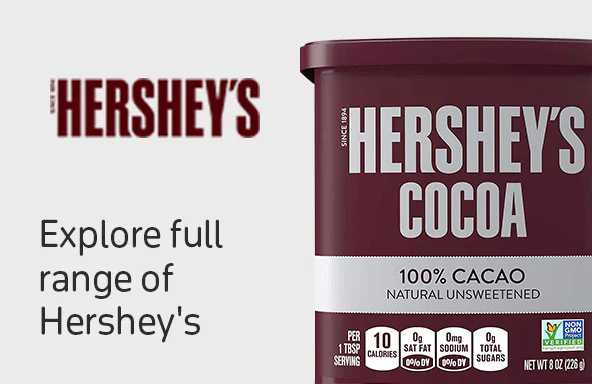 HERSHEY'S
Explore full
range of
Hershey's
SINCE 1894
HERSHEY'S
COCOA
100% CACAO
NATURAL UNSWEETENED
PER
1 TBSP
SERVING
10
CALORIES
0g
SAT FAT
0% DV
0mg
SODIUM
0% DV
0g
TOTAL
SUGARS
NON
GMO
Project
VERIFIED
NET WT 8 OZ (226 g)